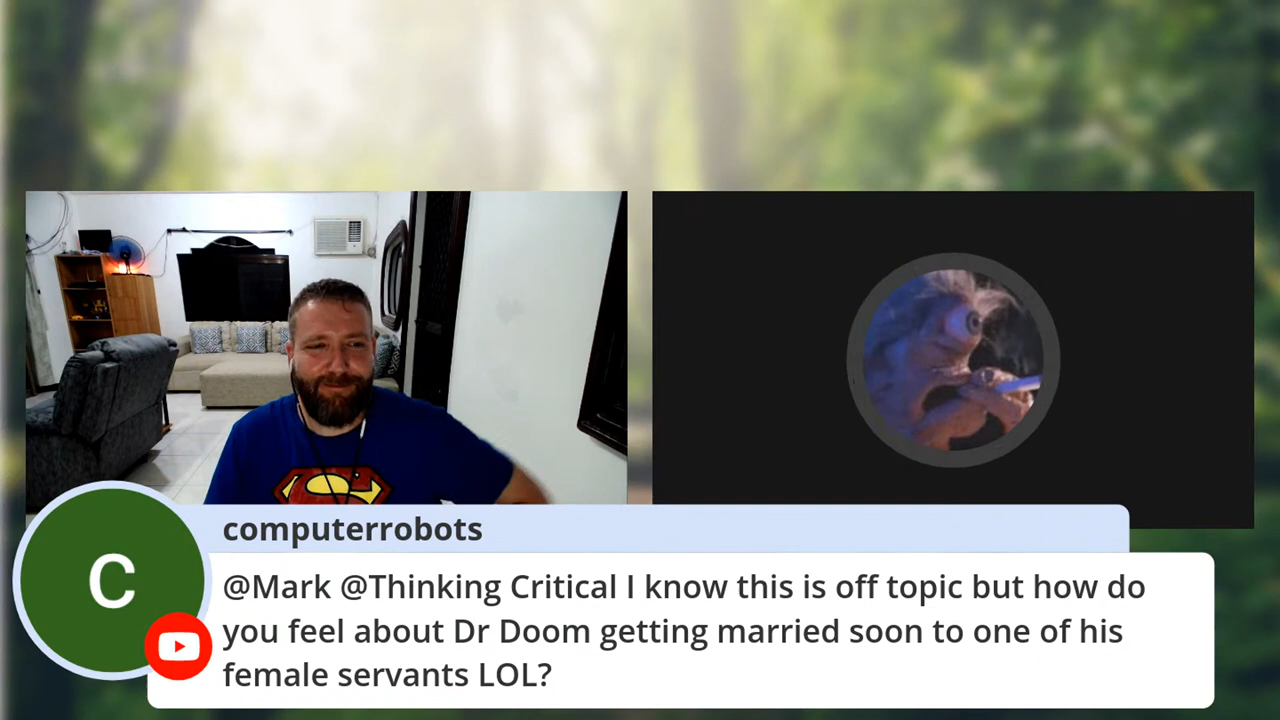 C
computerrobots
@Mark @Thinking Critical I know this is off topic but how do
you feel about Dr Doom getting married soon to one of his
female servants LOL?